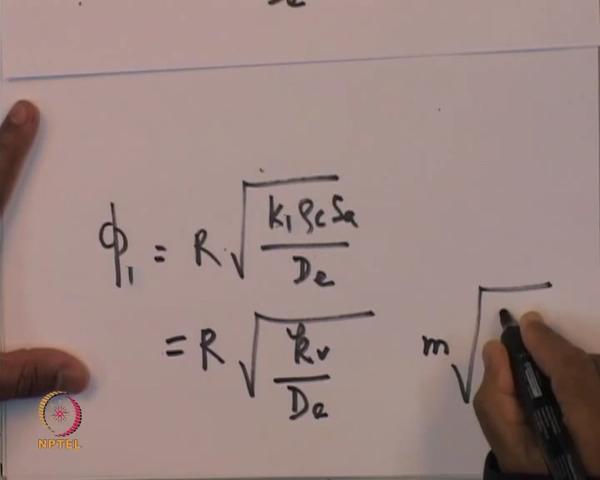 ϕ₁ = R √(k₁ ρc Sa / De)
= R √(kv / De) m √
NPTEL